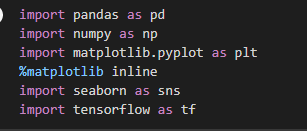 import pandas as pd
import numpy as np
import matplotlib.pyplot as plt
%matplotlib inline
import seaborn as sns
import tensorflow as tf